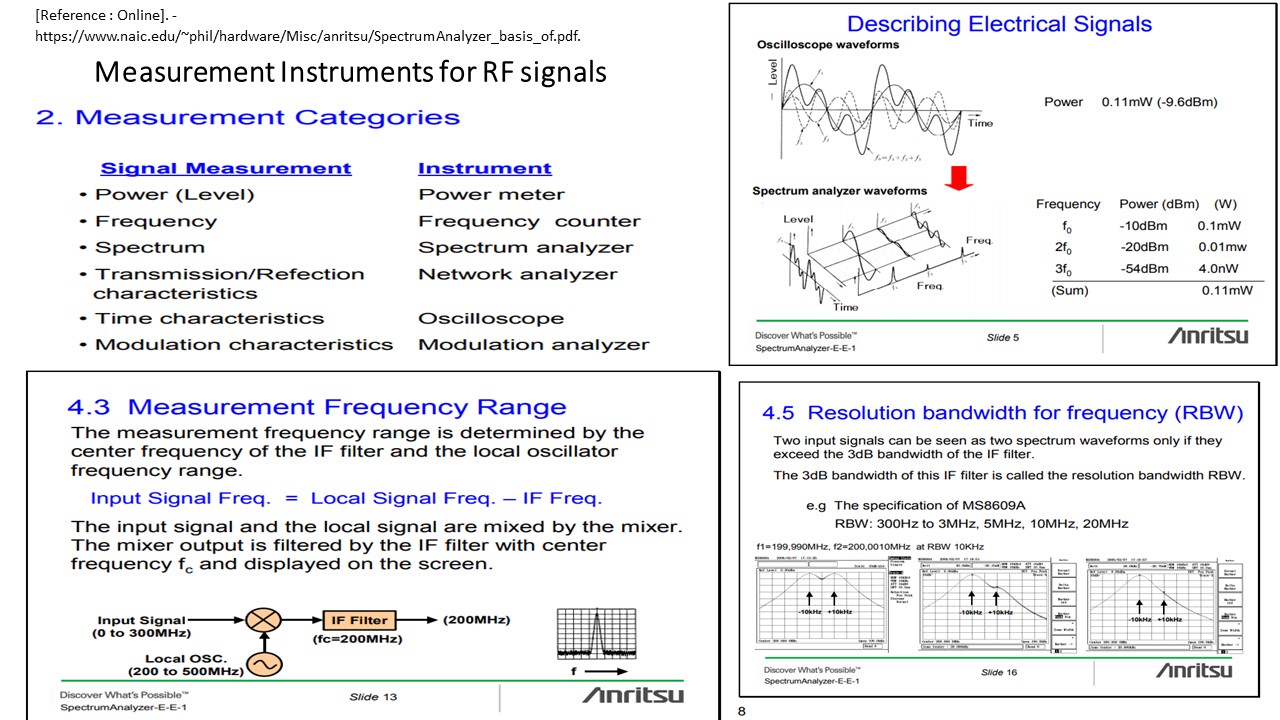 [Reference : Online]. -
https://www.naic.edu/~phil/hardware/Misc/anritsu/SpectrumAnalyzer_basis_of.pdf.
Measurement Instruments for RF signals
2. Measurement Categories
Signal Measurement Instrument
• Power (Level) Power meter
• Frequency Frequency counter
• Spectrum Spectrum analyzer
• Transmission/Refection Network analyzer
characteristics
• Time characteristics Oscilloscope
• Modulation characteristics Modulation analyzer
Describing Electrical Signals
Oscilloscope waveforms
Level
Time
Power 0.11mW (-9.6dBm)
Spectrum analyzer waveforms
Level
Freq.
Freq.
Time
Frequency Power (dBm) (W)
f0 -10dBm 0.1mW
2f0 -20dBm 0.01mw
3f0 -54dBm 4.0nW
(Sum) 0.11mW
Discover What's Possible™
SpectrumAnalyzer-E-E-1
Slide 5
Anritsu
4.3 Measurement Frequency Range
The measurement frequency range is determined by the
center frequency of the IF filter and the local oscillator
frequency range.
Input Signal Freq. = Local Signal Freq. – IF Freq.
The input signal and the local signal are mixed by the mixer.
The mixer output is filtered by the IF filter with center
frequency fc and displayed on the screen.
Input Signal
(0 to 300MHz)
IF Filter
(fc=200MHz)
(200MHz)
Local OSC.
(200 to 500MHz)
f
Discover What's Possible™
SpectrumAnalyzer-E-E-1
Slide 13
Anritsu
4.5 Resolution bandwidth for frequency (RBW)
Two input signals can be seen as two spectrum waveforms only if they
exceed the 3dB bandwidth of the IF filter.
The 3dB bandwidth of this IF filter is called the resolution bandwidth RBW.
e.g The specification of MS8609A
RBW: 300Hz to 3MHz, 5MHz, 10MHz, 20MHz
f1=199,990MHz, f2=200,0010MHz at RBW 10KHz
-10kHz +10kHz
-10kHz +10kHz
-10kHz +10kHz
Discover What's Possible™
SpectrumAnalyzer-E-E-1
Slide 16
Anritsu
8